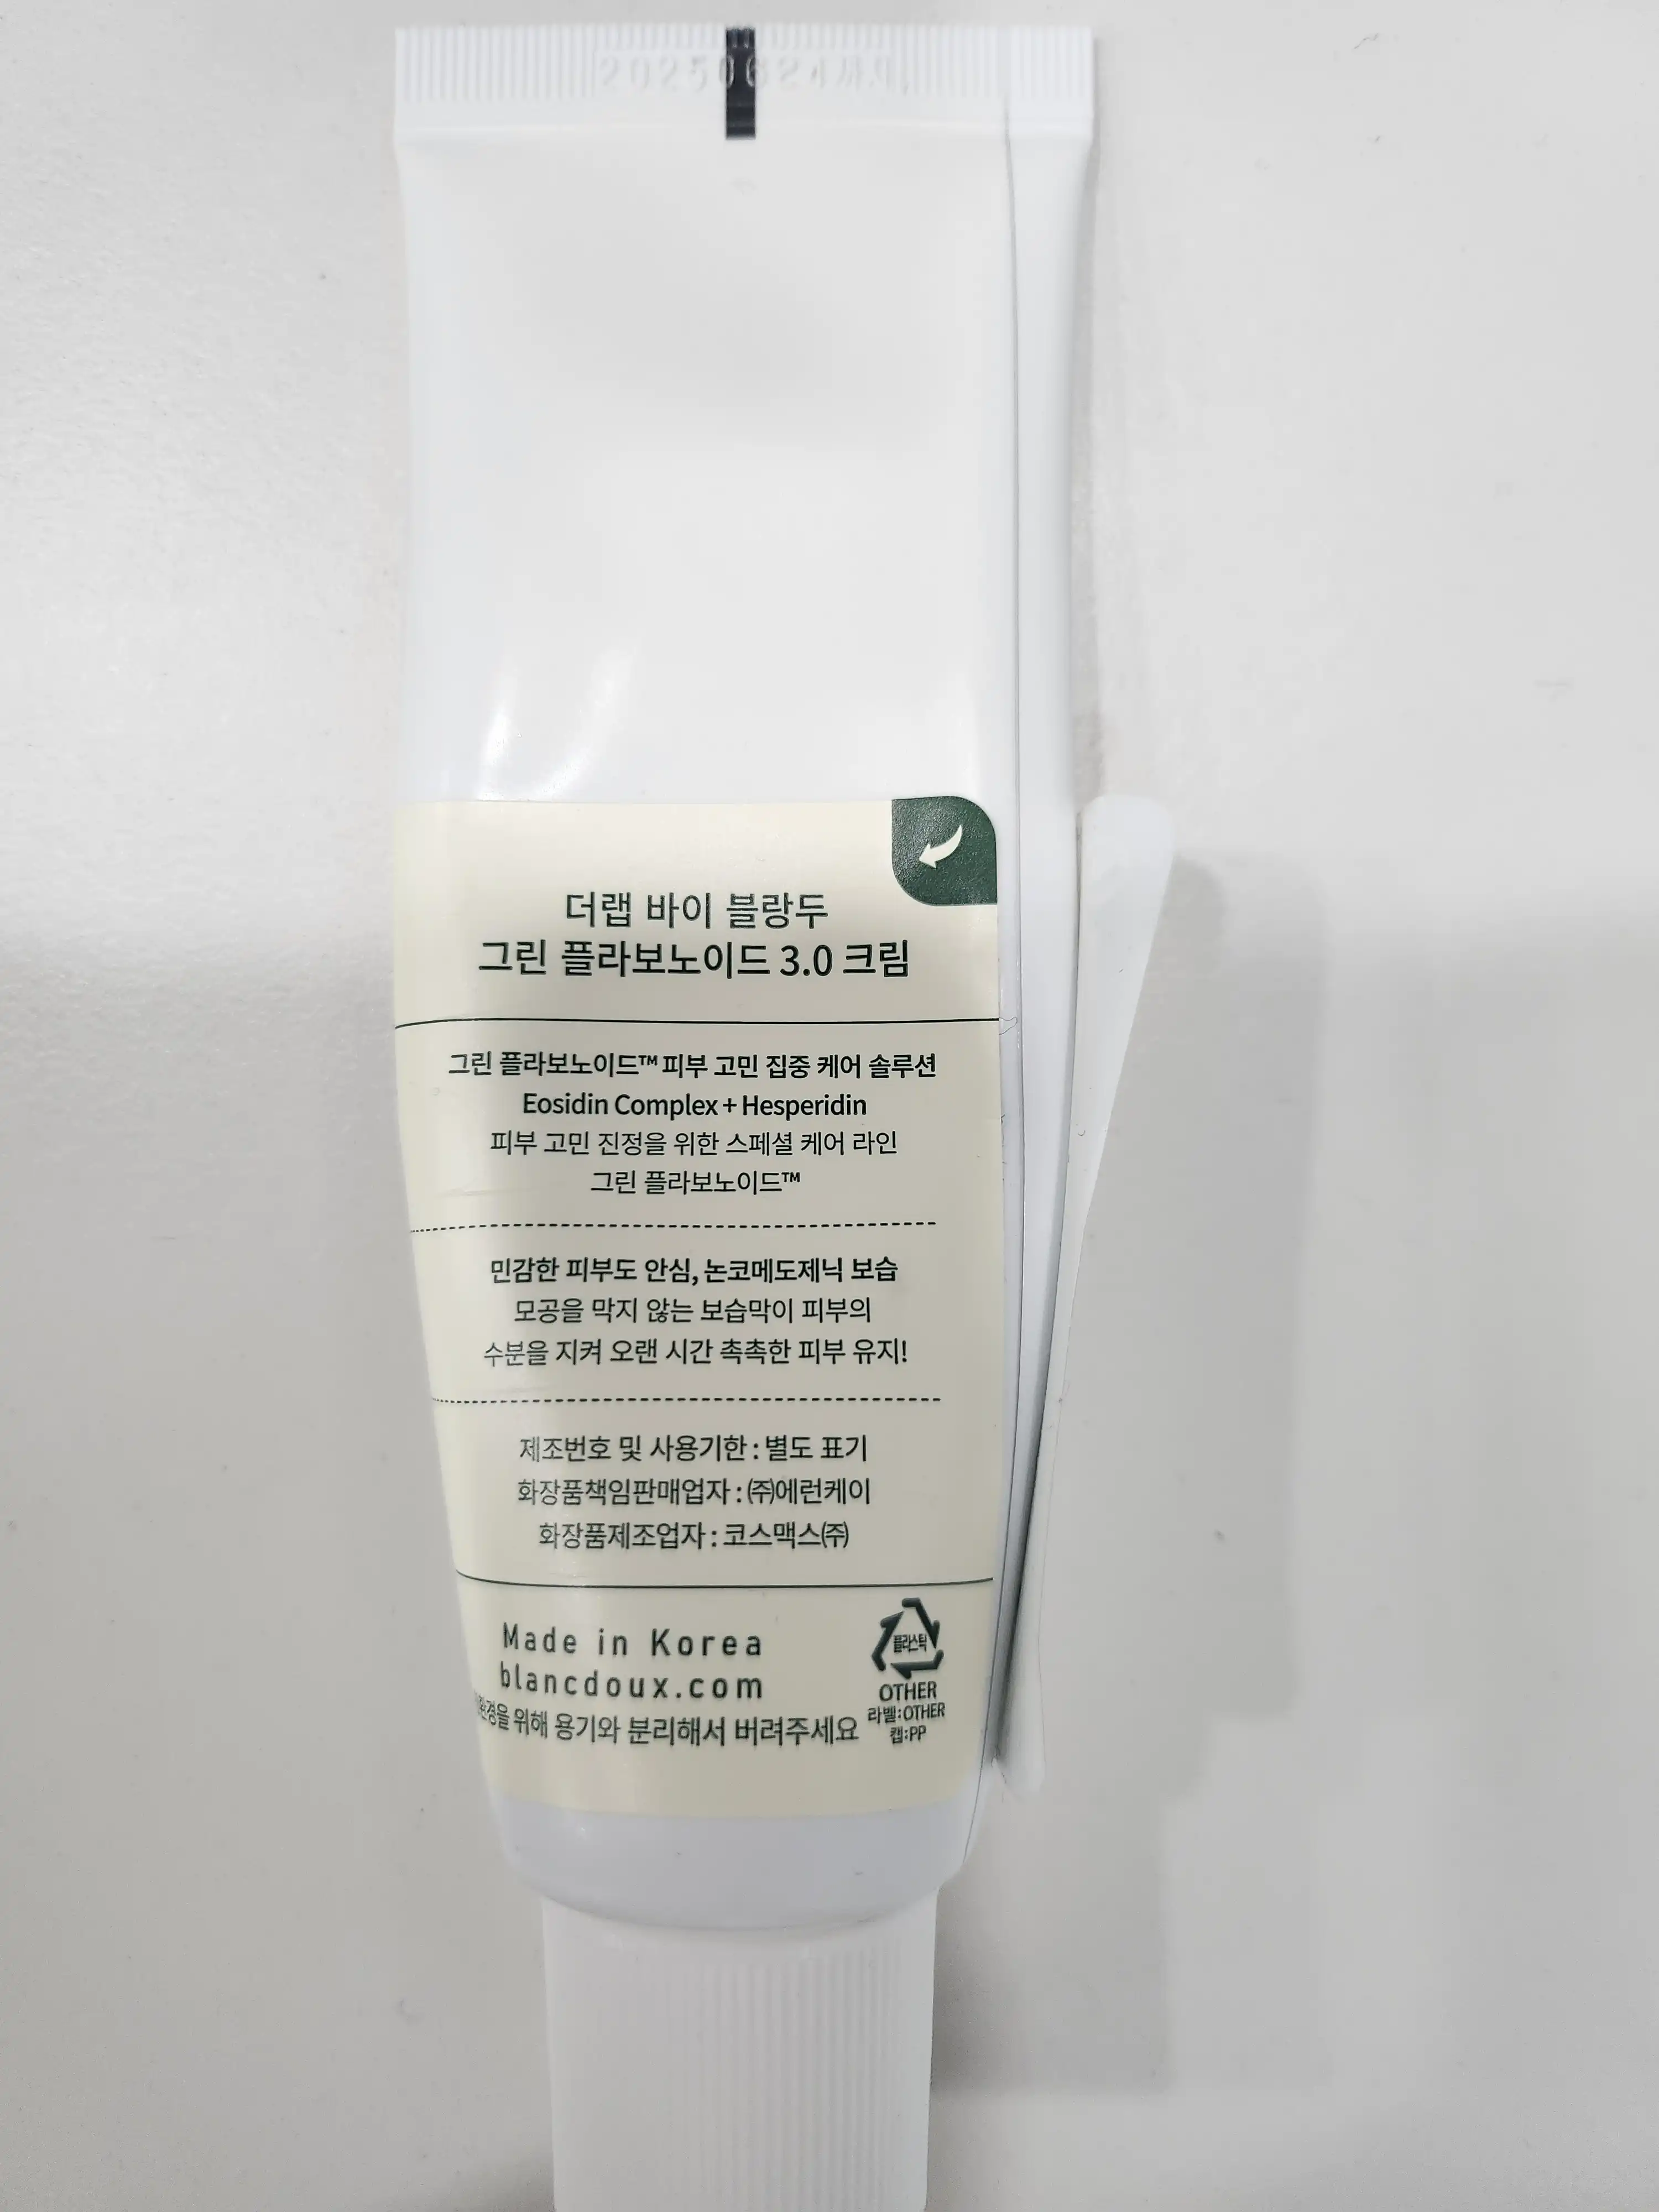 20250624
더랩 바이 블랑두
그린 플라보노이드 3.0 크림
그린 플라보노이드™ 피부 고민 집중 케어 솔루션
Eosidin Complex + Hesperidin
피부 고민 진정을 위한 스페셜 케어 라인
그린 플라보노이드™
민감한 피부도 안심, 논코메도제닉 보습
모공을 막지 않는 보습막이 피부의
수분을 지켜 오랜 시간 촉촉한 피부 유지!
제조번호 및 사용기한 : 별도 표기
화장품책임판매업자 : ㈜에런케이
화장품제조업자 : 코스맥스㈜
Made in Korea
blancdoux.com
위해 용기와 분리해서 버려주세요
플라스틱
OTHER
라벨:OTHER
캡:PP